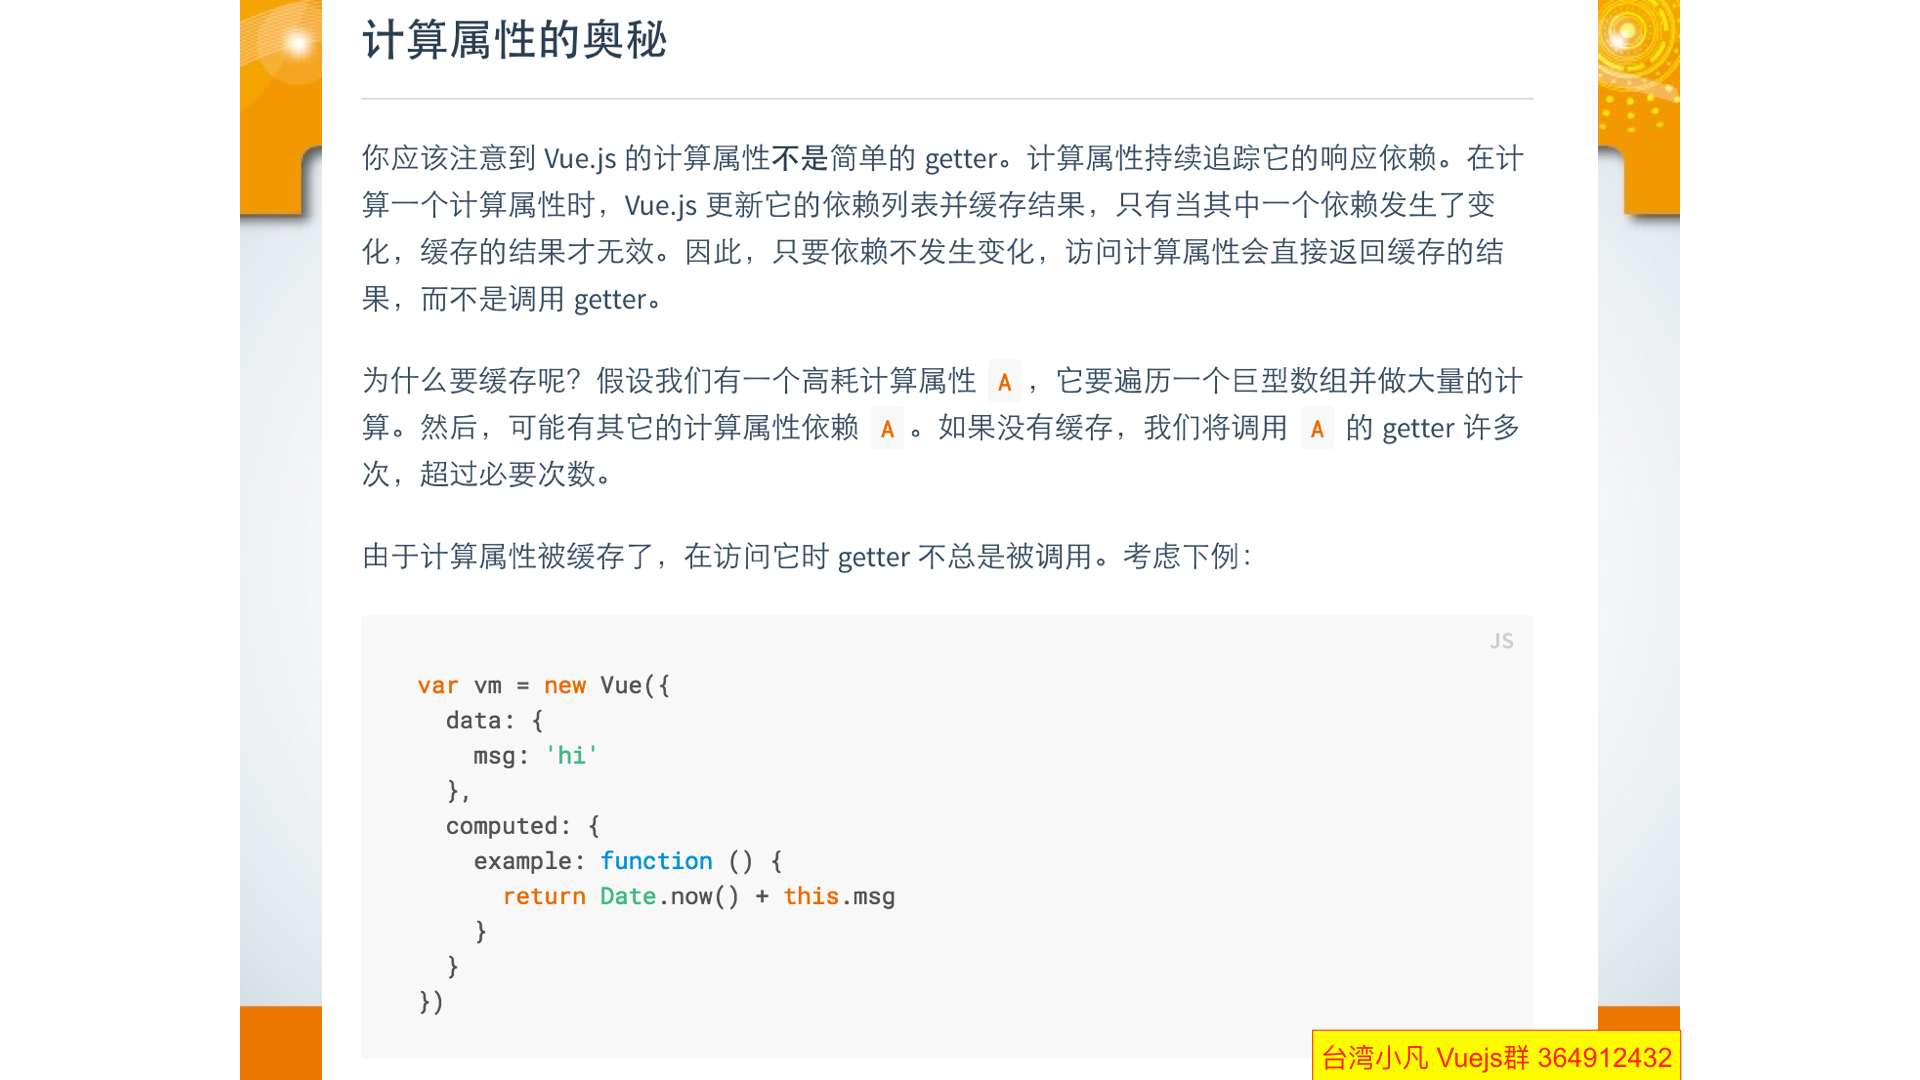 计算属性的奥秘
你应该注意到 Vue.js 的计算属性不是简单的 getter。计算属性持续追踪它的响应依赖。在计
算一个计算属性时，Vue.js 更新它的依赖列表并缓存结果，只有当其中一个依赖发生了变
化，缓存的结果才无效。因此，只要依赖不发生变化，访问计算属性会直接返回缓存的结
果，而不是调用 getter。
为什么要缓存呢？假设我们有一个高耗计算属性 A ，它要遍历一个巨型数组并做大量的计
算。然后，可能有其它的计算属性依赖 A 。如果没有缓存，我们将调用 A 的 getter 许多
次，超过必要次数。
由于计算属性被缓存了，在访问它时 getter 不总是被调用。考虑下例：
JS
var vm = new Vue({
  data: {
    msg: 'hi'
  },
  computed: {
    example: function () {
      return Date.now() + this.msg
    }
  }
})
台湾小凡 Vuejs群 364912432